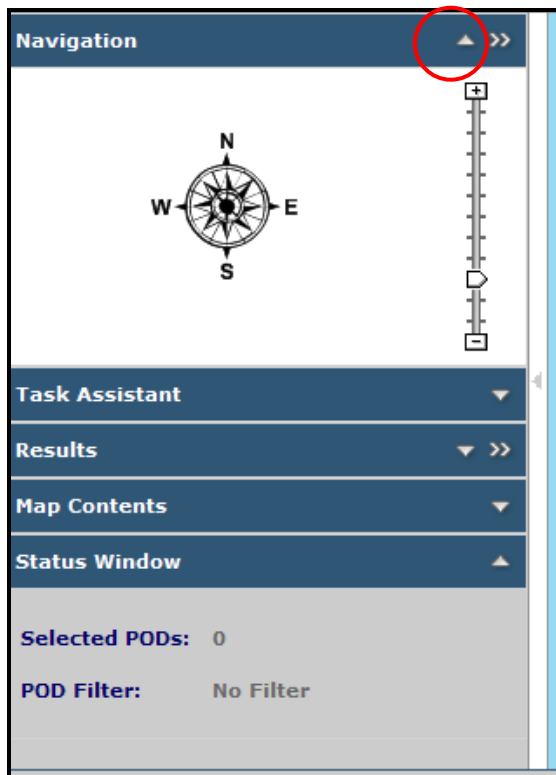 Navigation
N
W E
S
Task Assistant
Results
Map Contents
Status Window
Selected PODs: 0
POD Filter: No Filter